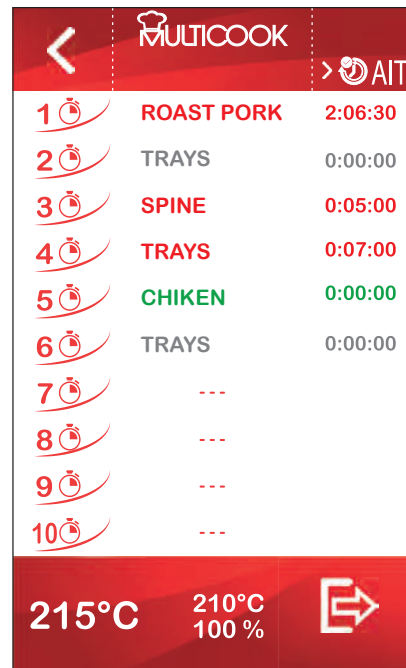 MULTICOOK
> AIT
1 ROAST PORK 2:06:30
2 TRAYS 0:00:00
3 SPINE 0:05:00
4 TRAYS 0:07:00
5 CHIKEN 0:00:00
6 TRAYS 0:00:00
7 ---
8 ---
9 ---
10 ---
215°C 210°C
100 %